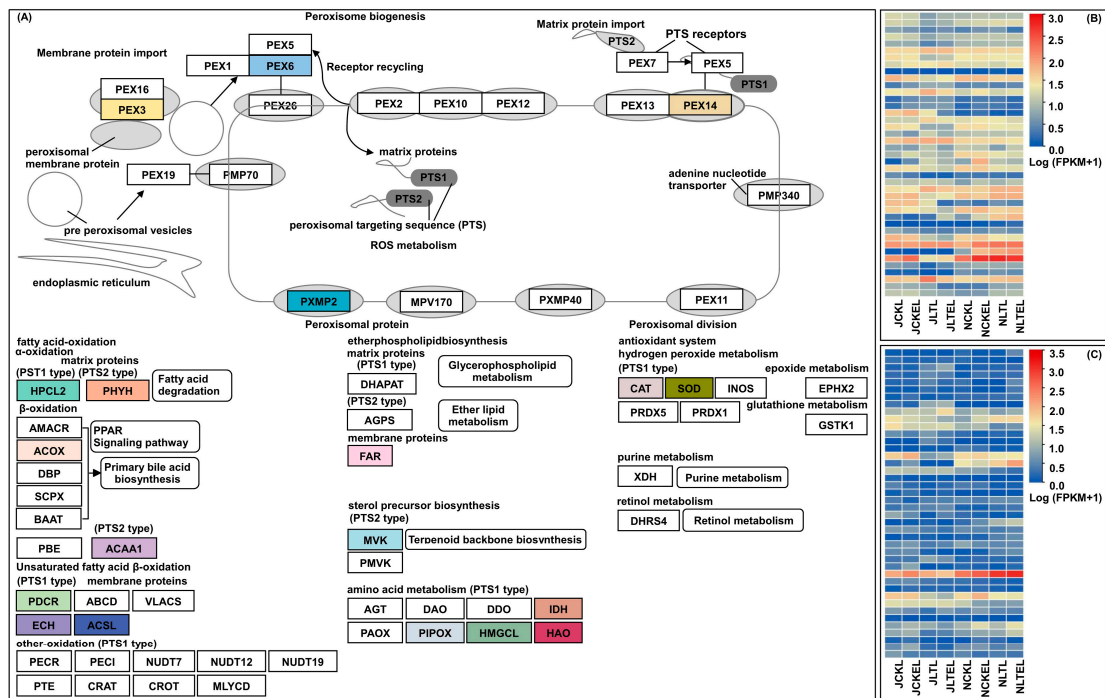 (A)
Peroxisome biogenesis
Membrane protein import
PEX5
PEX1
PEX6
Receptor recycling
PEX16
PEX3
PEX26
PEX2
PEX10
PEX12
Matrix protein import
PTS2
PTS receptors
PEX7
PEX5
PTS1
PEX13
PEX14
peroxisomal
membrane protein
PEX19
PMP70
matrix proteins
PTS1
PTS2
peroxisomal targeting sequence (PTS)
ROS metabolism
adenine nucleotide
transporter
PMP340
pre peroxisomal vesicles
endoplasmic reticulum
PXMP2
MPV170
PXMP40
PEX11
Peroxisomal protein
Peroxisomal division
fatty acid-oxidation
α-oxidation
matrix proteins
(PST1 type)
(PTS2 type)
HPCL2
PHYH
Fatty acid
degradation
β-oxidation
AMACR
ACOX
DBP
SCPX
BAAT
PPAR
Signaling pathway
Primary bile acid
biosynthesis
(PTS2 type)
PBE
ACAA1
Unsaturated fatty acid β-oxidation
(PTS1 type)
membrane proteins
PDCR
ABCD
VLACS
ECH
ACSL
other-oxidation (PTS1 type)
PECR
PECI
NUDT7
NUDT12
NUDT19
PTE
CRAT
CROT
MLYCD
etherphospholipidbiosynthesis
matrix proteins
(PTS1 type)
DHAPAT
Glycerophospholipid
metabolism
(PTS2 type)
AGPS
Ether lipid
metabolism
membrane proteins
FAR
sterol precursor biosynthesis
(PTS2 type)
MVK
Terpenoid backbone biosynthesis
PMVK
amino acid metabolism (PTS1 type)
AGT
DAO
DDO
IDH
PAOX
PIPOX
HMGCL
HAO
antioxidant system
hydrogen peroxide metabolism
(PTS1 type)
CAT
SOD
INOS
PRDX5
PRDX1
epoxide metabolism
EPHX2
glutathione metabolism
GSTK1
purine metabolism
XDH
Purine metabolism
retinol metabolism
DHRS4
Retinol metabolism
(B)
3.5
3.0
2.5
2.0
1.5
1.0
0.0
Log (FPKM+1)
JCKL
JCKEL
JLTL
JLTEL
NCKL
NCKEL
NLTL
NLTEL
(C)
3.5
3.0
2.5
2.0
1.5
1.0
0.0
Log (FPKM+1)
JCKL
JCKEL
JLTL
JLTEL
NCKL
NCKEL
NLTL
NLTEL